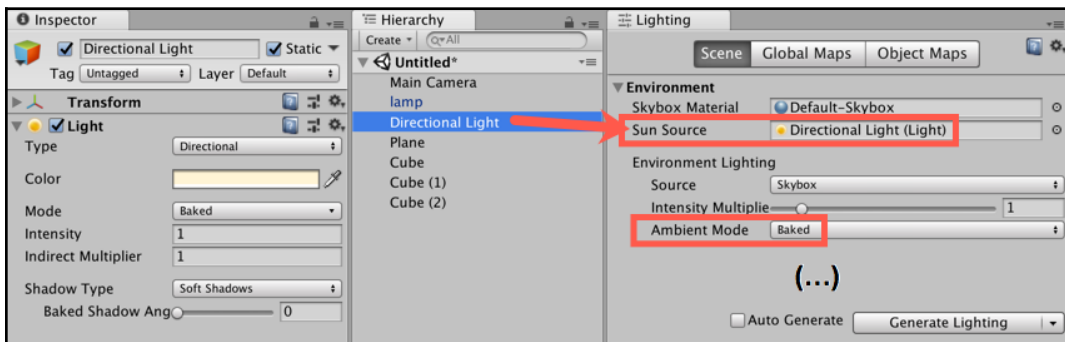 Inspector
Directional Light
Static
Tag Untagged Layer Default
Transform
Light
Type Directional
Color
Mode Baked
Intensity 1
Indirect Multiplier 1
Shadow Type Soft Shadows
Baked Shadow Ang 0
Hierarchy
Create All
Untitled*
Main Camera
lamp
Directional Light
Plane
Cube
Cube (1)
Cube (2)
Lighting
Scene Global Maps Object Maps
Environment
Skybox Material Default-Skybox
Sun Source Directional Light (Light)
Environment Lighting
Source Skybox
Intensity Multiplie 1
Ambient Mode Baked
(...)
Auto Generate Generate Lighting